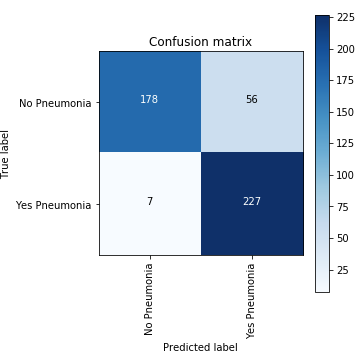 Confusion matrix
True label
No Pneumonia
Yes Pneumonia
178
56
7
227
No Pneumonia
Yes Pneumonia
Predicted label
225
200
175
150
125
100
75
50
25